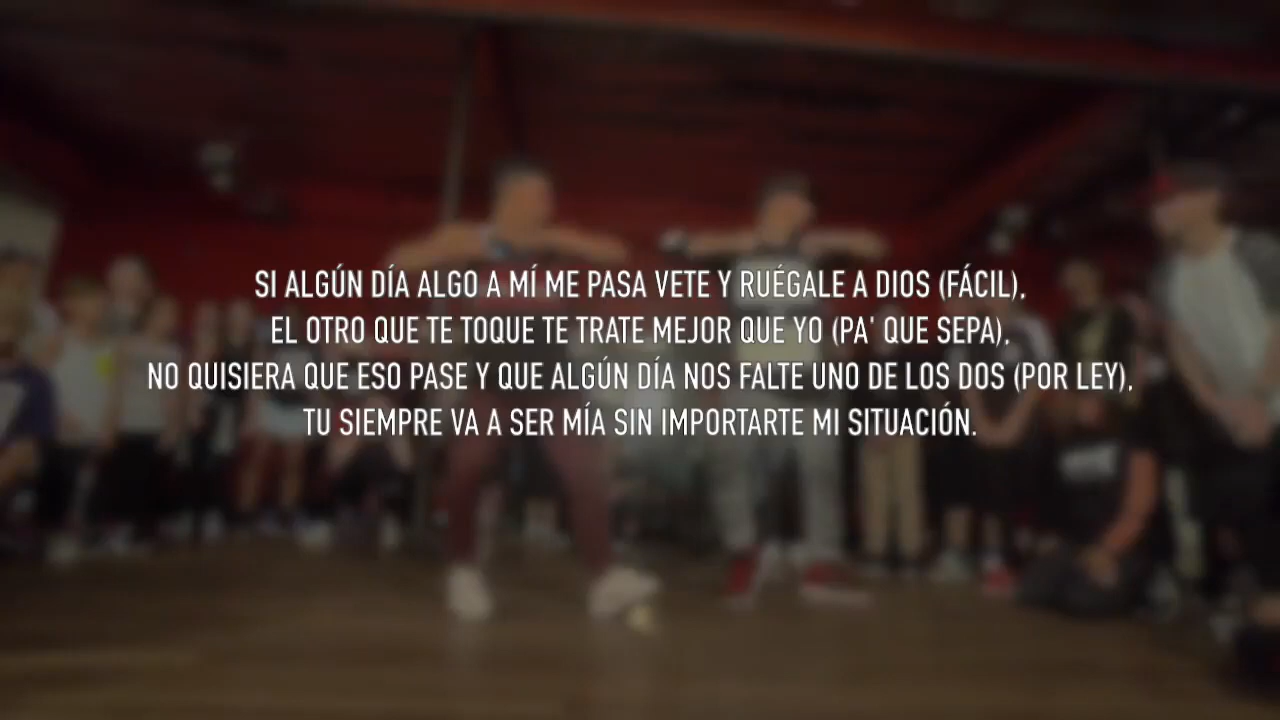 SI ALGÚN DÍA ALGO A MÍ ME PASA VETE Y RUÉGALE A DIOS (FÁCIL),
EL OTRO QUE TE TOQUE TE TRATE MEJOR QUE YO (PA' QUE SEPA),
NO QUISIERA QUE ESO PASE Y QUE ALGÚN DÍA NOS FALTE UNO DE LOS DOS (POR LEY),
TU SIEMPRE VA A SER MÍA SIN IMPORTARTE MI SITUACIÓN.